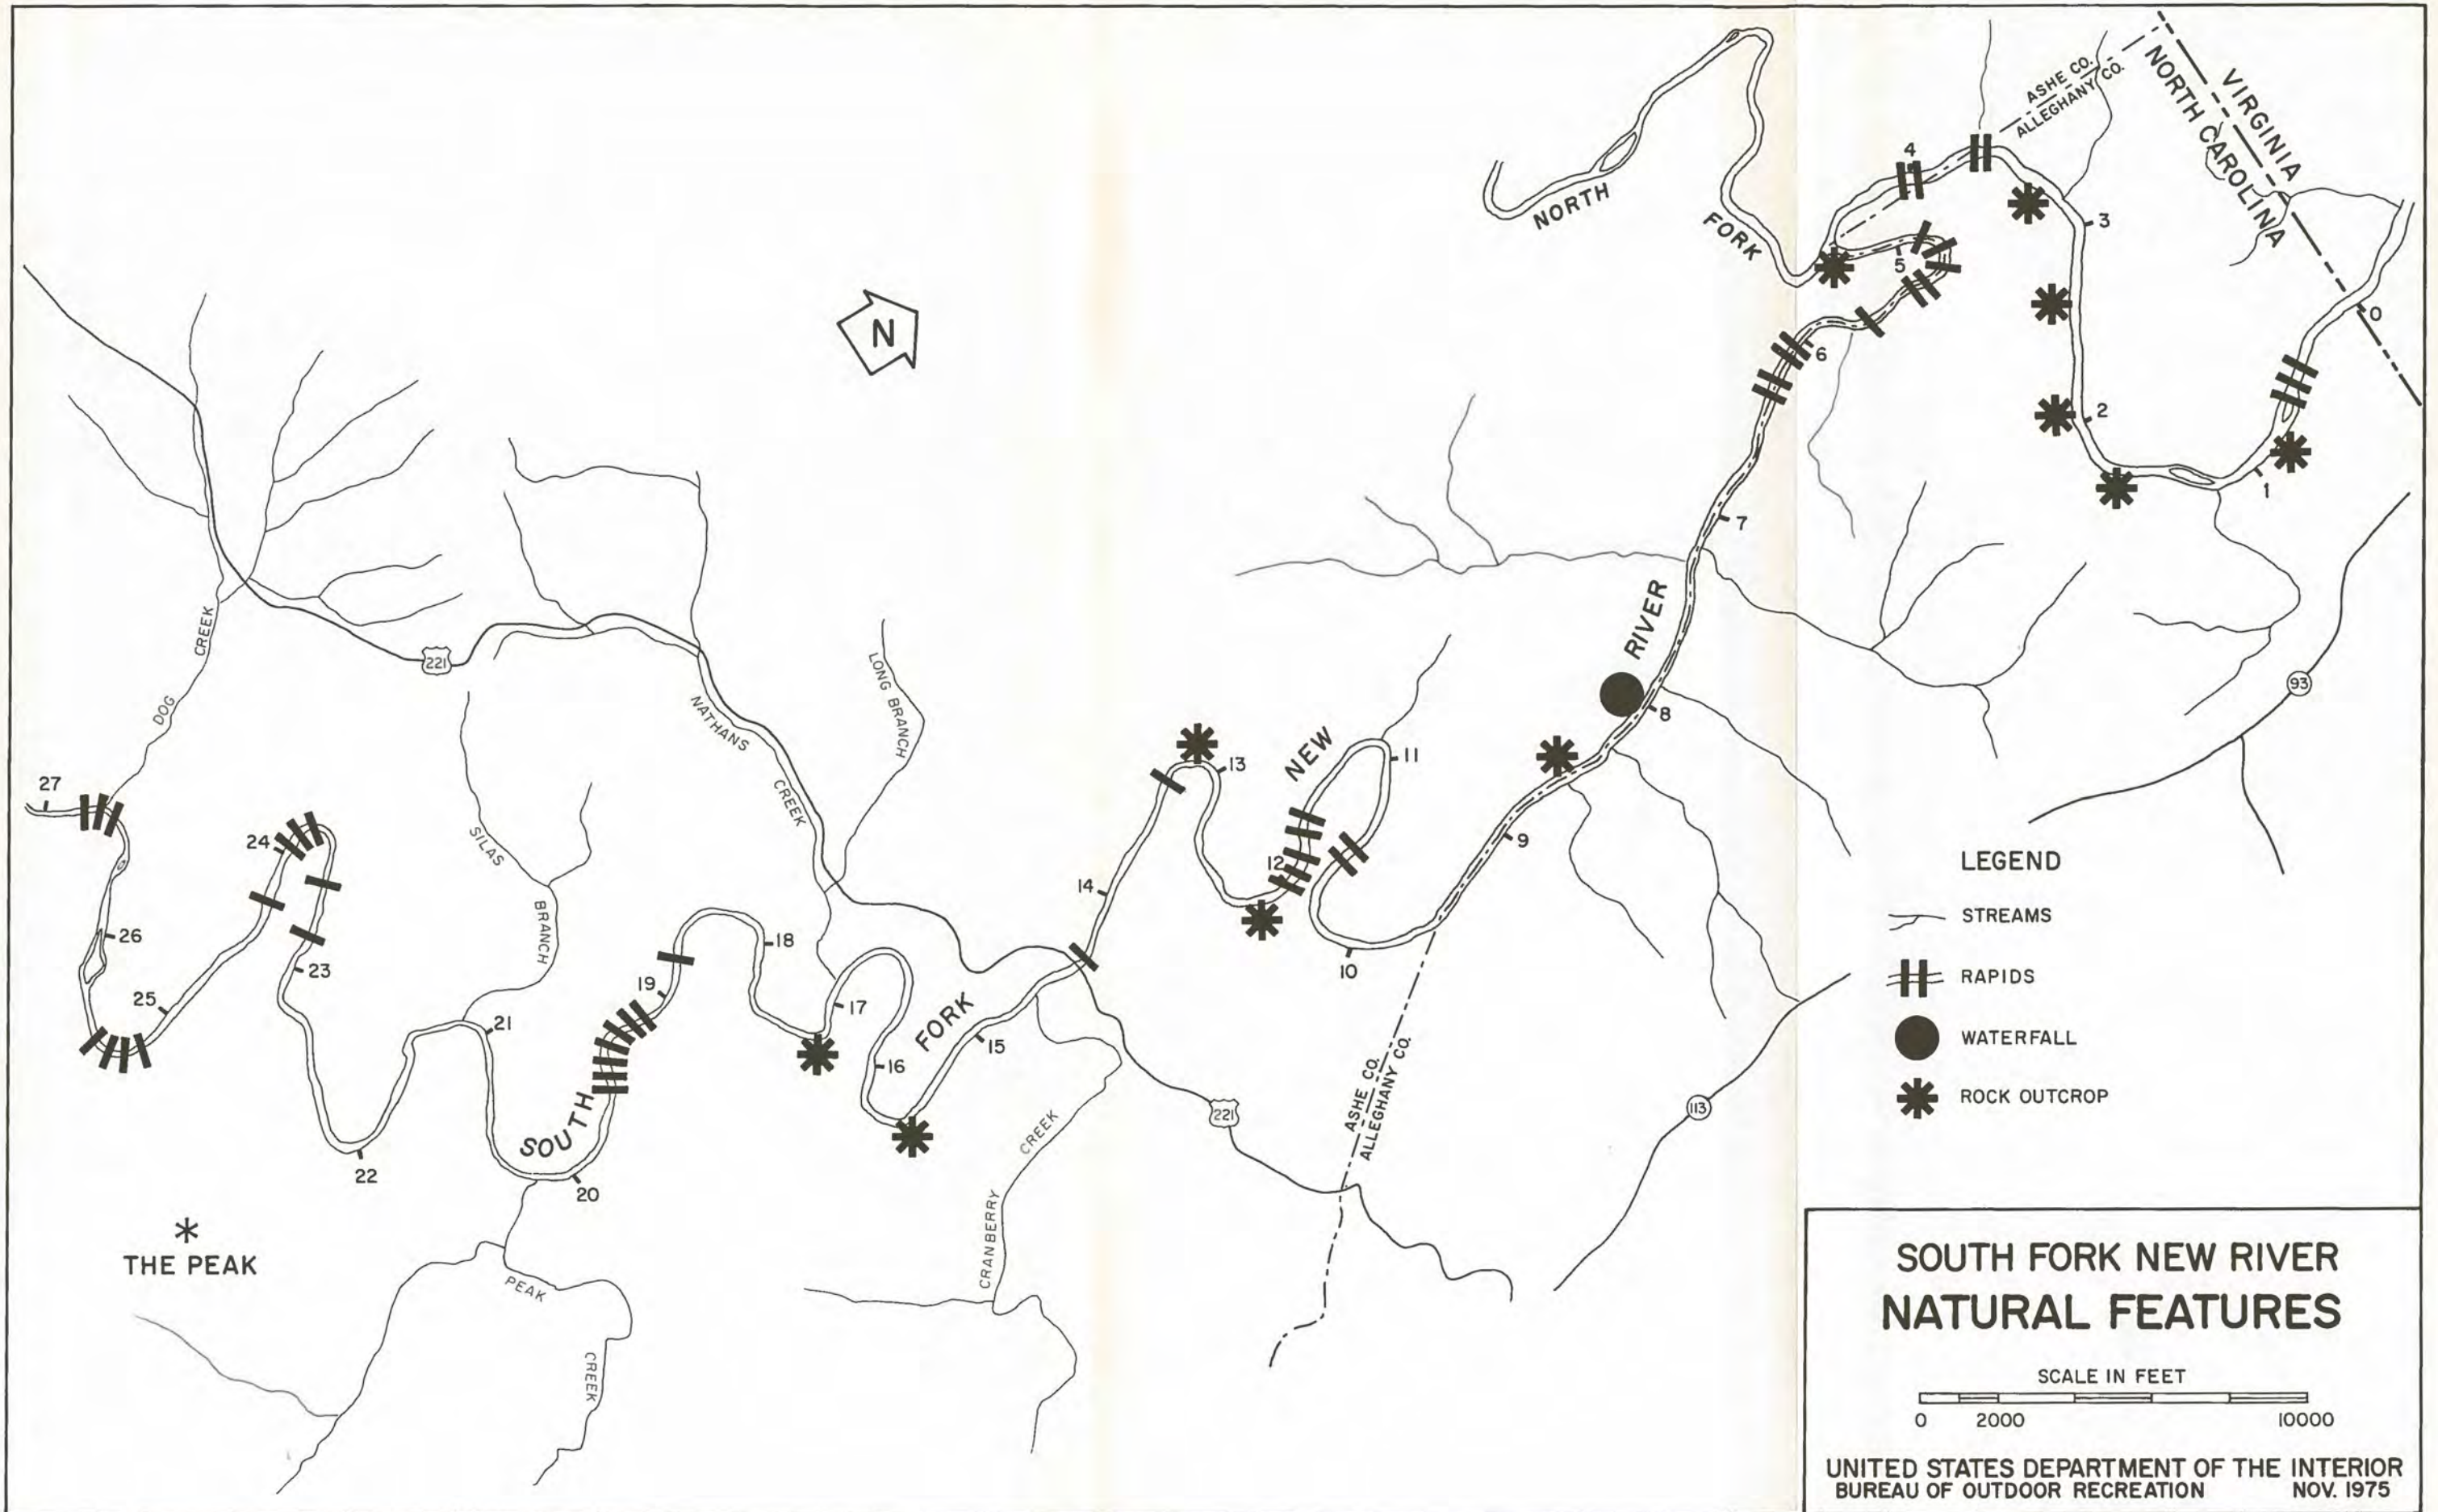 ASHE CO.
ALLEGHANY CO.
VIRGINIA
NORTH CAROLINA
NORTH
FORK
4
3
5
0
6
2
1
7
N
RIVER
8
93
221
DOG
CREEK
NATHANS
CREEK
LONG BRANCH
NEW
13
11
12
9
10
27
24
26
25
23
SILAS
BRANCH
21
22
20
19
18
17
16
15
14
SOUTH
FORK
CRANBERRY
CREEK
221
ASHE CO.
ALLEGHANY CO.
113
THE PEAK
PEAK
CREEK
LEGEND
STREAMS
RAPIDS
WATERFALL
ROCK OUTCROP
SOUTH FORK NEW RIVER
NATURAL FEATURES
SCALE IN FEET
0 2000 10000
UNITED STATES DEPARTMENT OF THE INTERIOR
BUREAU OF OUTDOOR RECREATION NOV. 1975